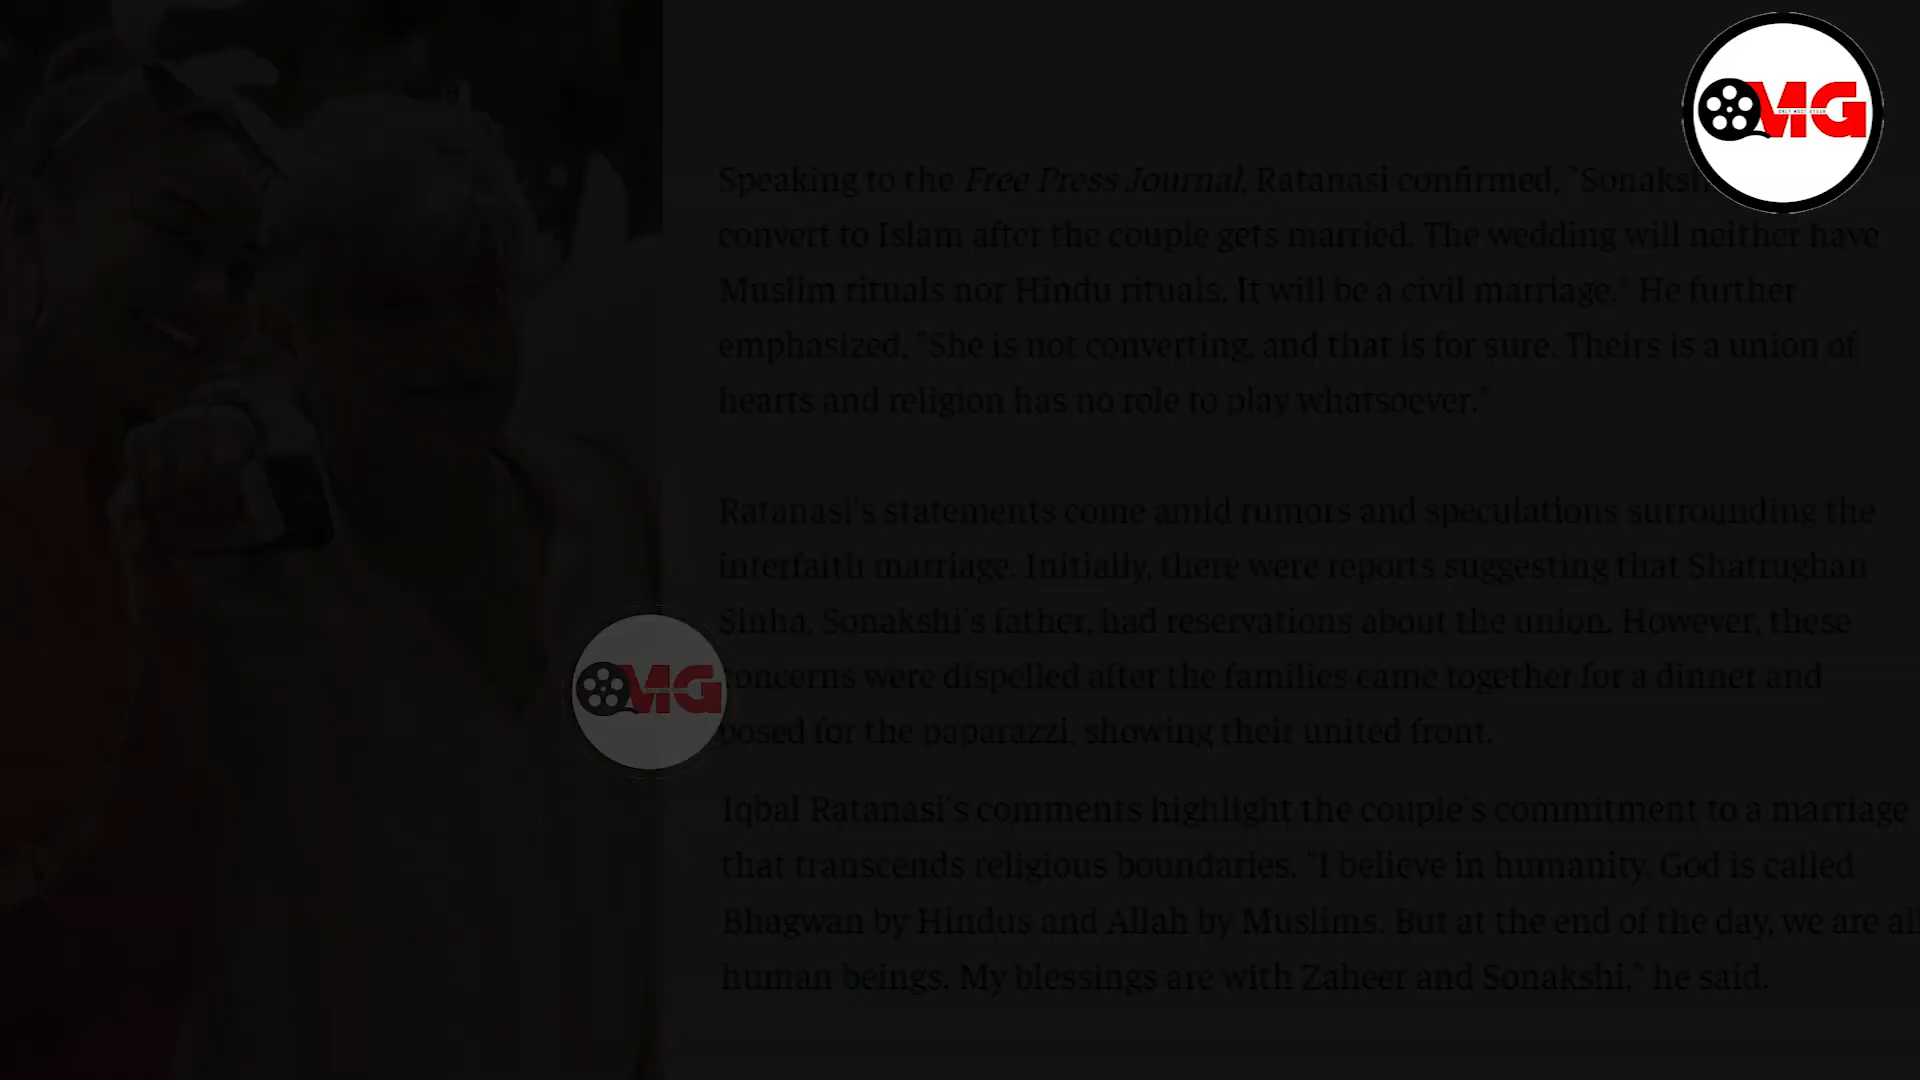 OMG
Speaking to the Free Press Journal, Ratanasi confirmed, "Sonakshi
convert to Islam after the couple gets married. The wedding will neither have
Muslim rituals nor Hindu rituals. It will be a civil marriage." He further
emphasized, "She is not converting, and that is for sure. Theirs is a union of
hearts and religion has no role to play whatsoever."
Ratanasi's statements come amid rumors and speculations surrounding the
interfaith marriage. Initially, there were reports suggesting that Shatrughan
Sinha, Sonakshi's father, had reservations about the union. However, these
concerns were dispelled after the families came together for a dinner and
posed for the paparazzi, showing their united front.
OMG
Iqbal Ratanasi's comments highlight the couple's commitment to a marriage
that transcends religious boundaries. "I believe in humanity. God is called
Bhagwan by Hindus and Allah by Muslims. But at the end of the day, we are all
human beings. My blessings are with Zaheer and Sonakshi," he said.